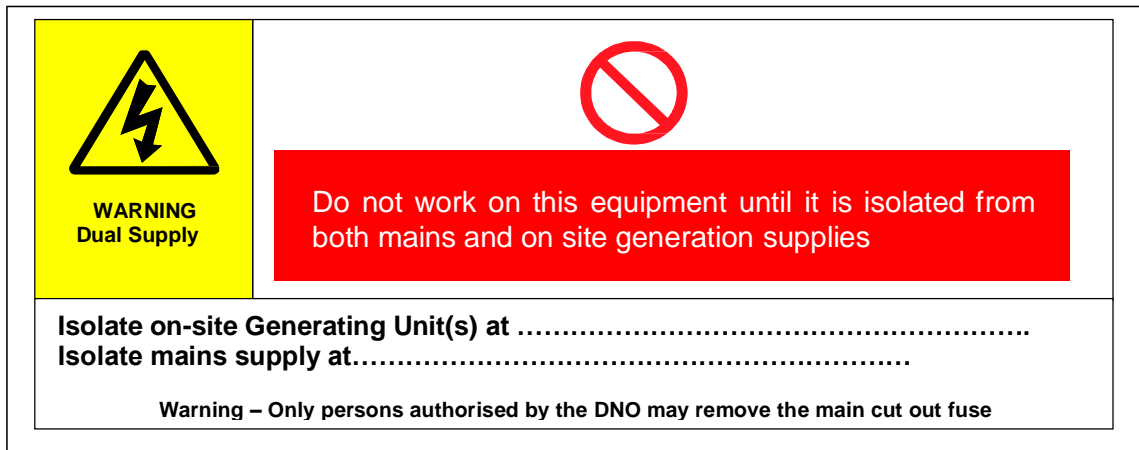 WARNING
Dual Supply
Do not work on this equipment until it is isolated from
both mains and on site generation supplies
Isolate on-site Generating Unit(s) at ……………………………………………….
Isolate mains supply at……………………………………………………
Warning – Only persons authorised by the DNO may remove the main cut out fuse